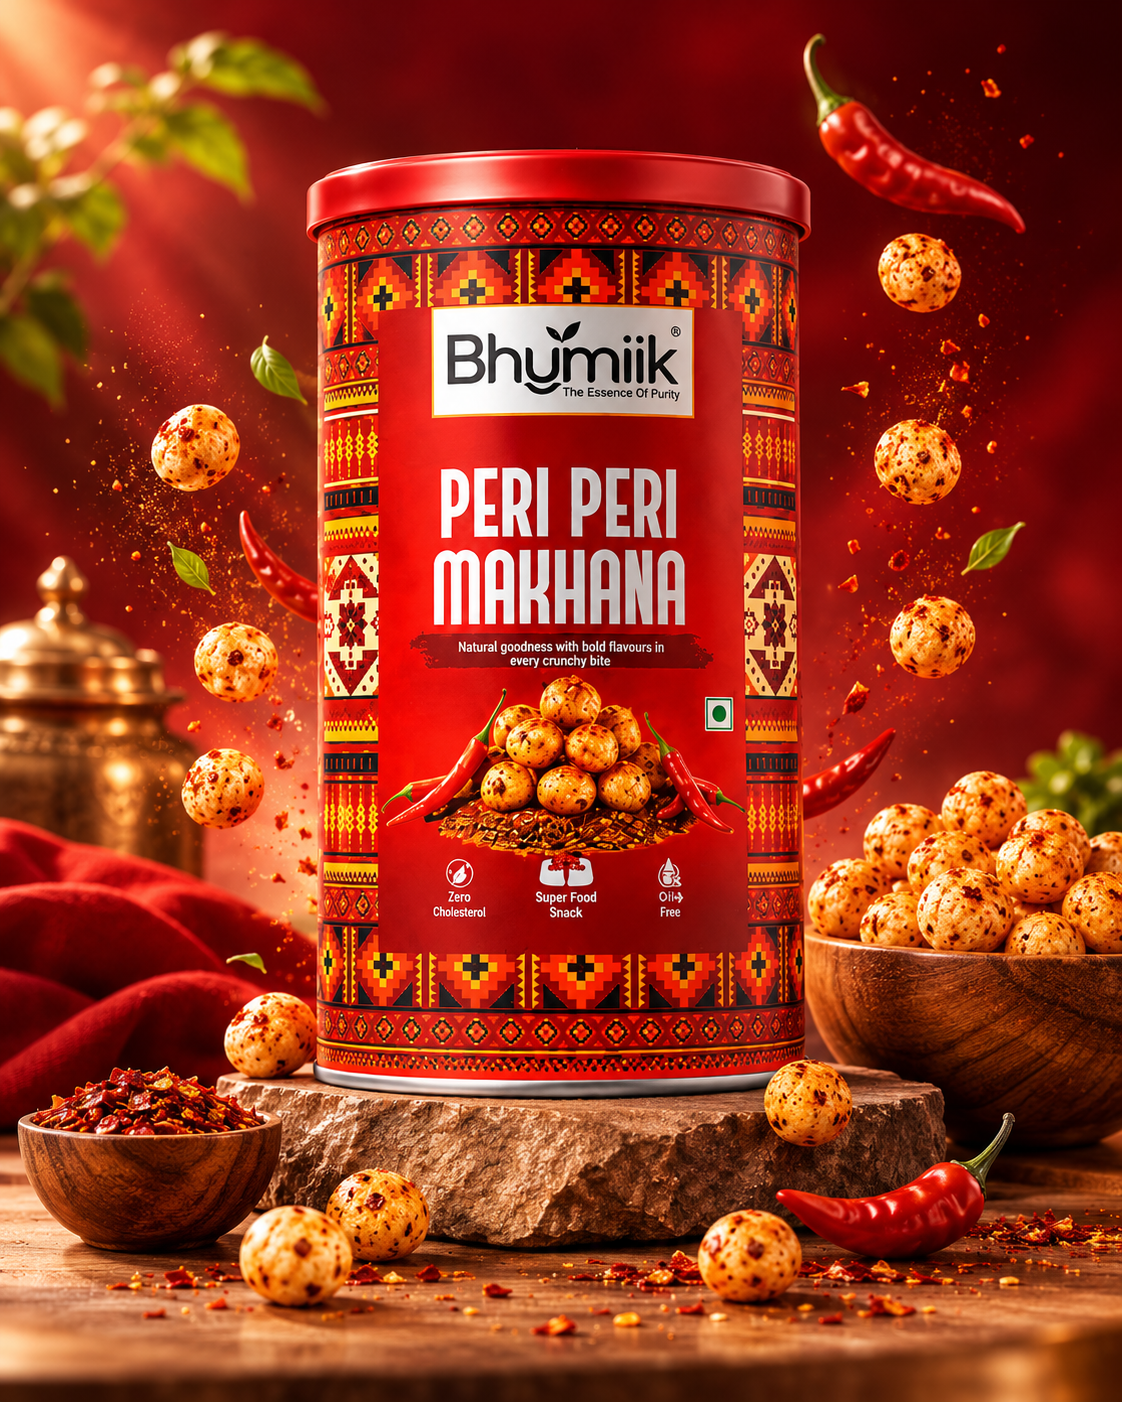 Bhumiik®
The Essence Of Purity
PERI PERI
MAKHANA
Natural goodness with bold flavours in
every crunchy bite
Zero
Cholesterol
Super Food
Snack
Oil
Free